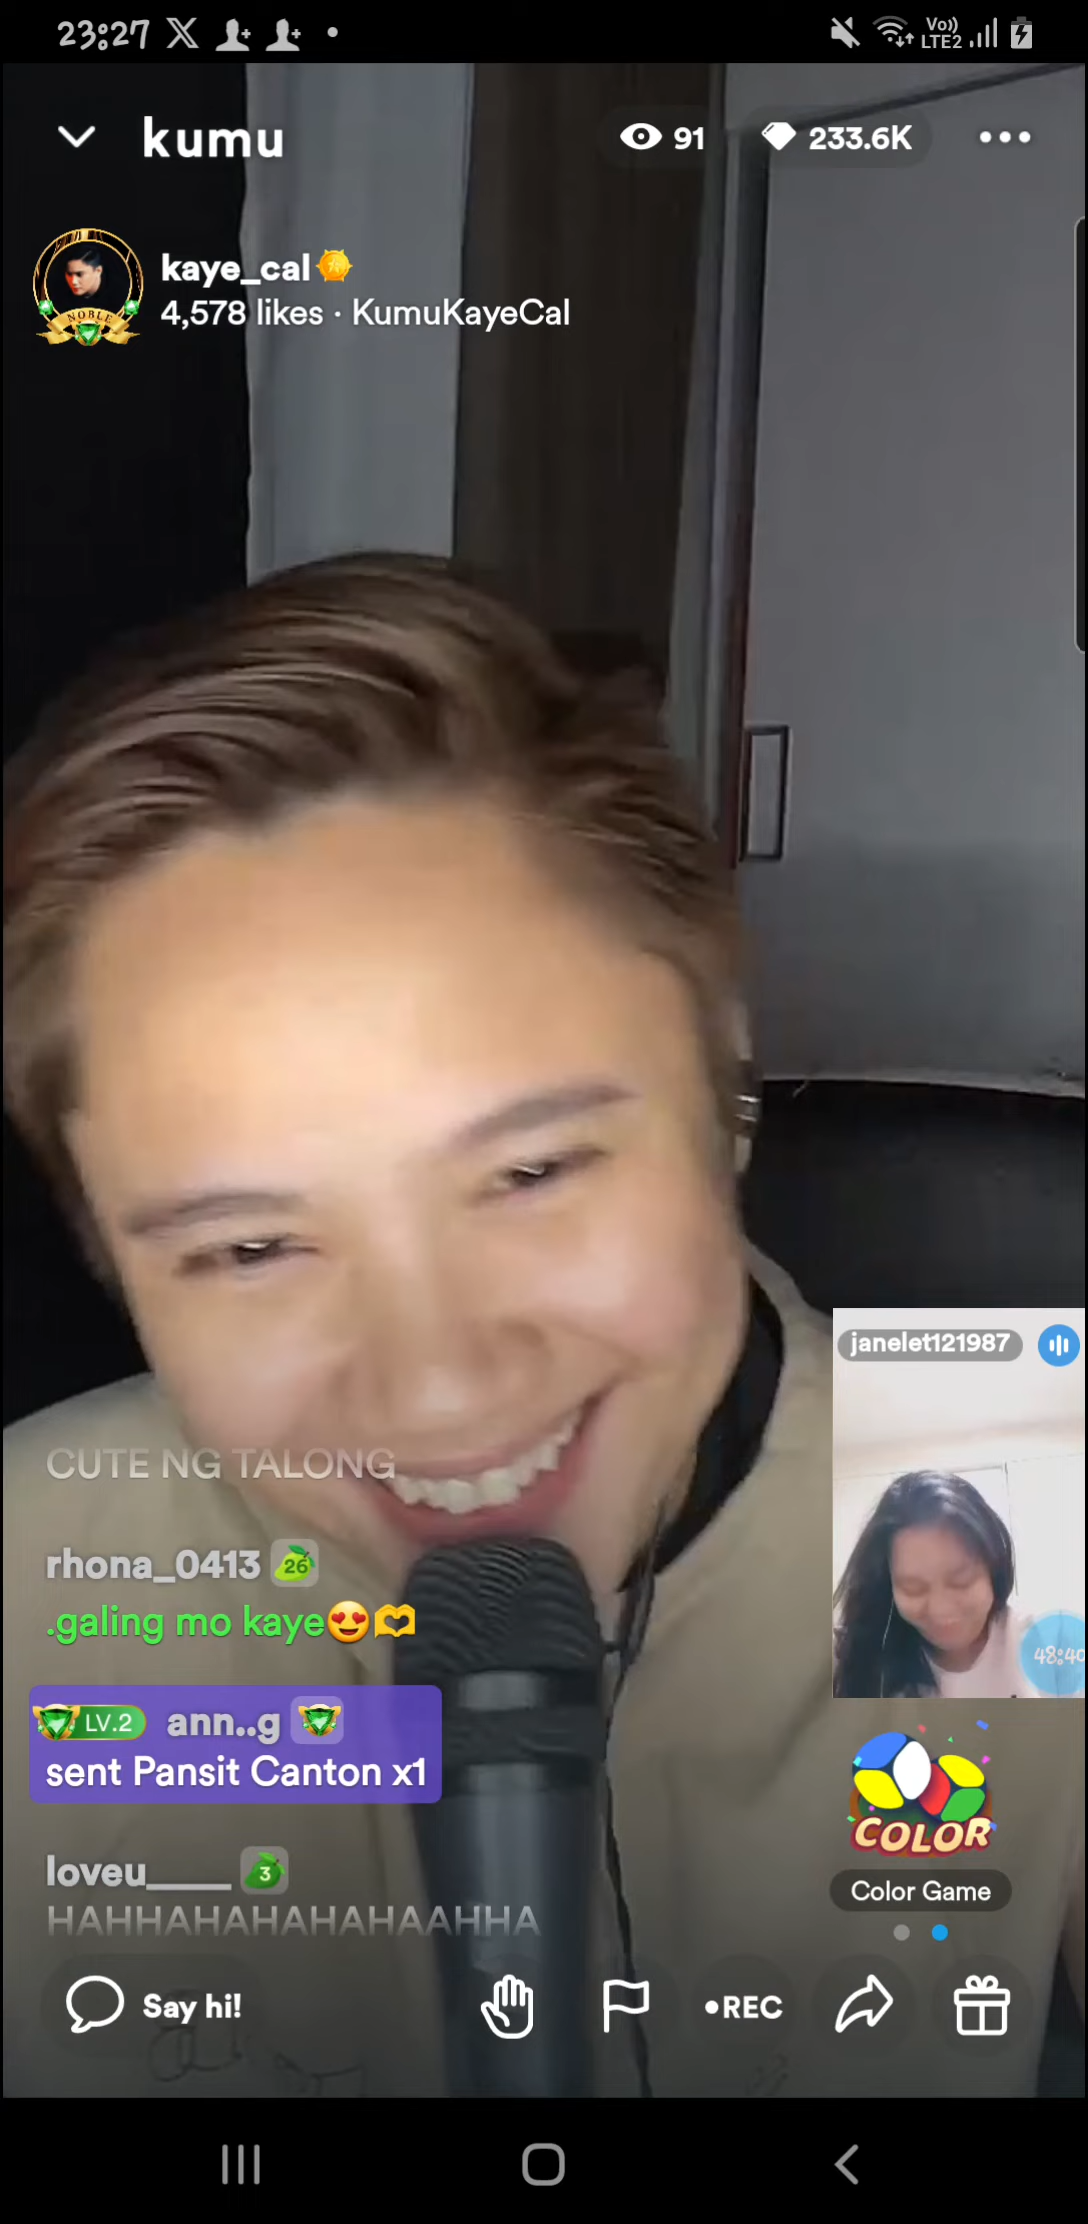 23:27
Vo))
LTE2
kumu
91
233.6K
kaye_cal
4,578 likes · KumuKayeCal
NOBLE
janelet121987
CUTE NG TALONG
rhona_0413 26
.galing mo kaye😍🫶
48:40
LV.2 ann..g
sent Pansit Canton x1
COLOR
loveu____ 3
Color Game
HAHHAHAHAHAHAAHHA
Say hi!
•REC